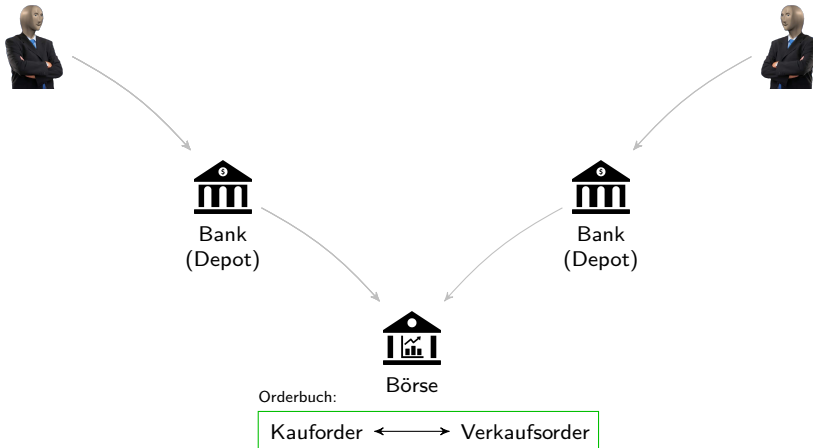 Bank
(Depot)
Bank
(Depot)
Börse
Orderbuch:
Kauforder Verkaufsorder